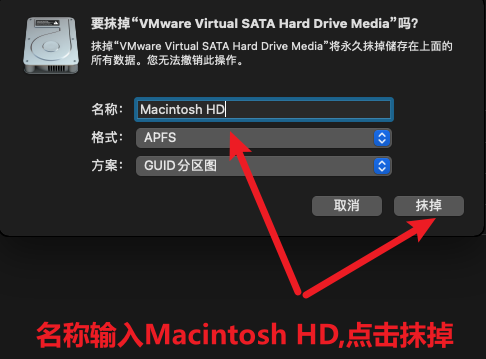 要抹掉“VMware Virtual SATA Hard Drive Media”吗?
抹掉“VMware Virtual SATA Hard Drive Media”将永久抹掉储存在上面的
所有数据。您无法撤销此操作。
名称: Macintosh HD
格式: APFS
方案: GUID分区图
取消 抹掉
名称输入Macintosh HD,点击抹掉